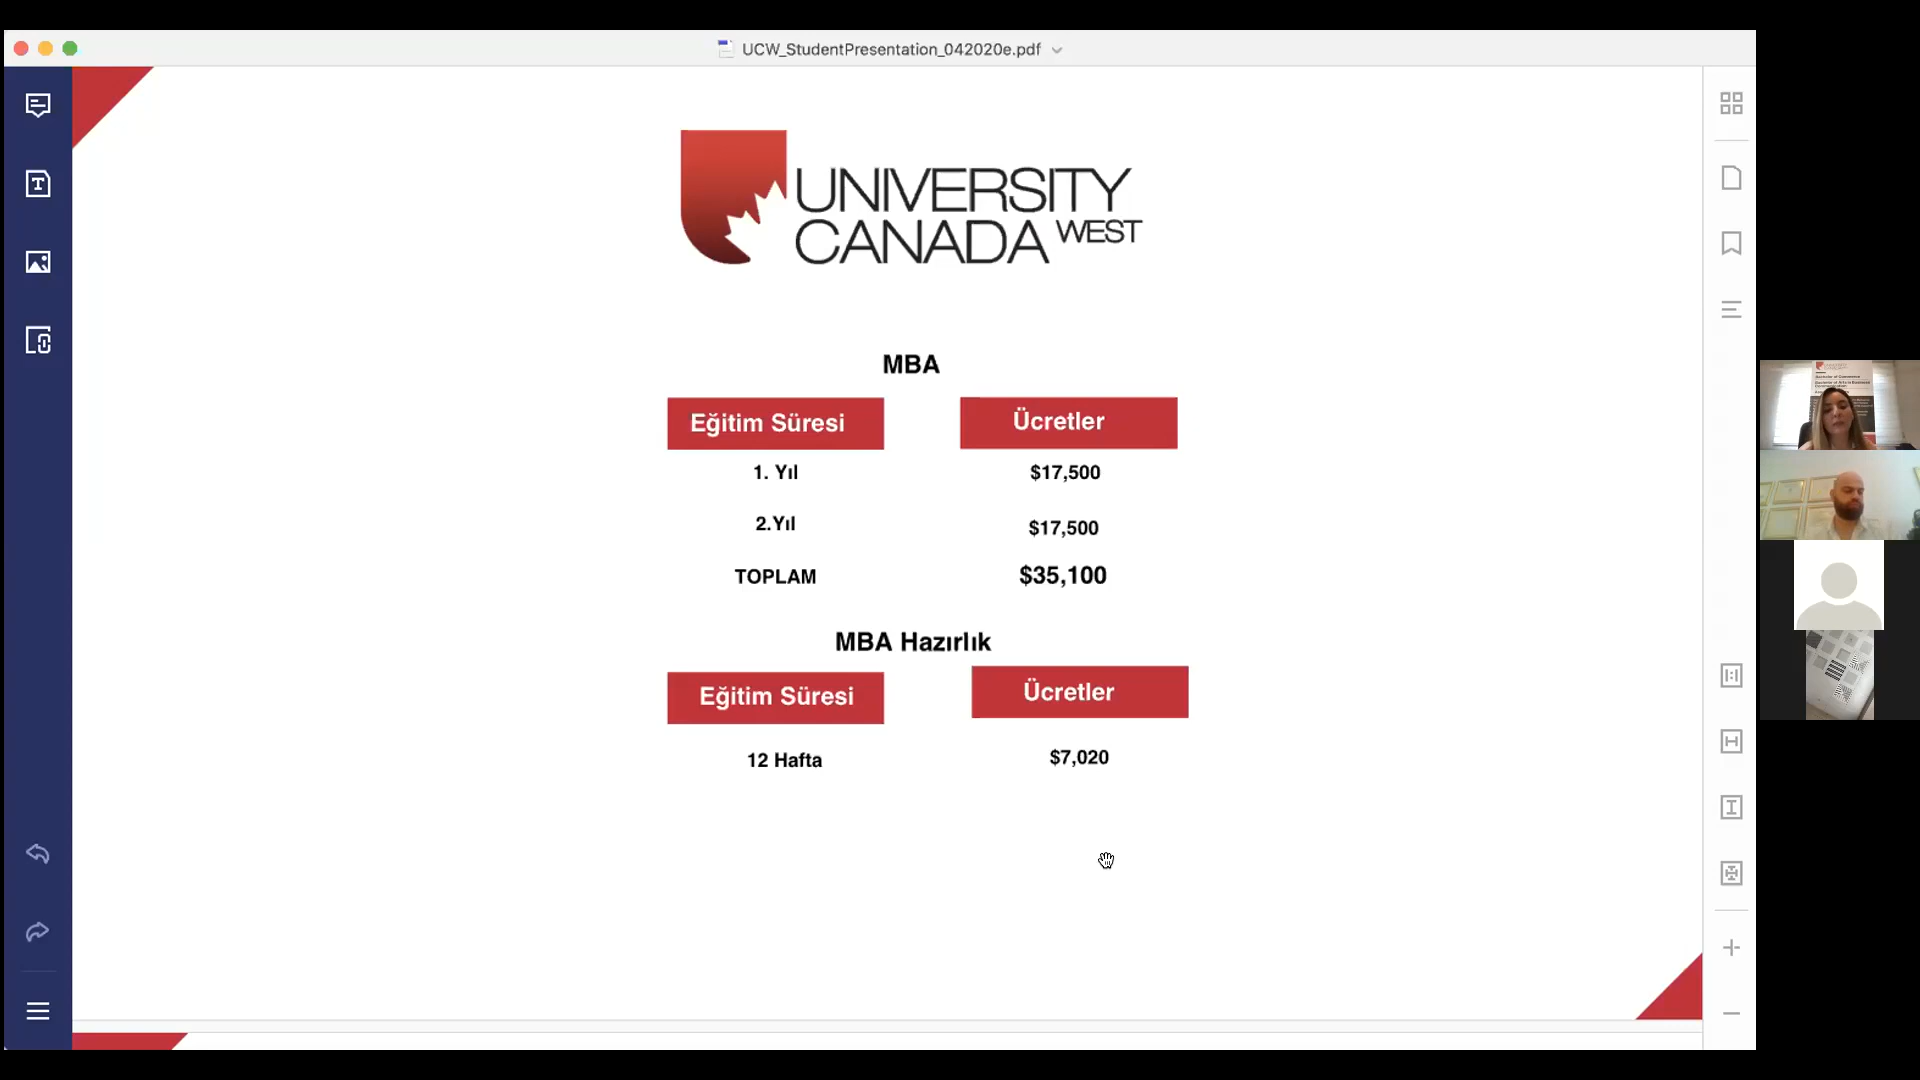 UCW_StudentPresentation_042020e.pdf
UNIVERSITY
CANADA WEST
MBA
Eğitim Süresi
Ücretler
1. Yıl
$17,500
2.Yıl
$17,500
TOPLAM
$35,100
MBA Hazırlık
Eğitim Süresi
Ücretler
12 Hafta
$7,020